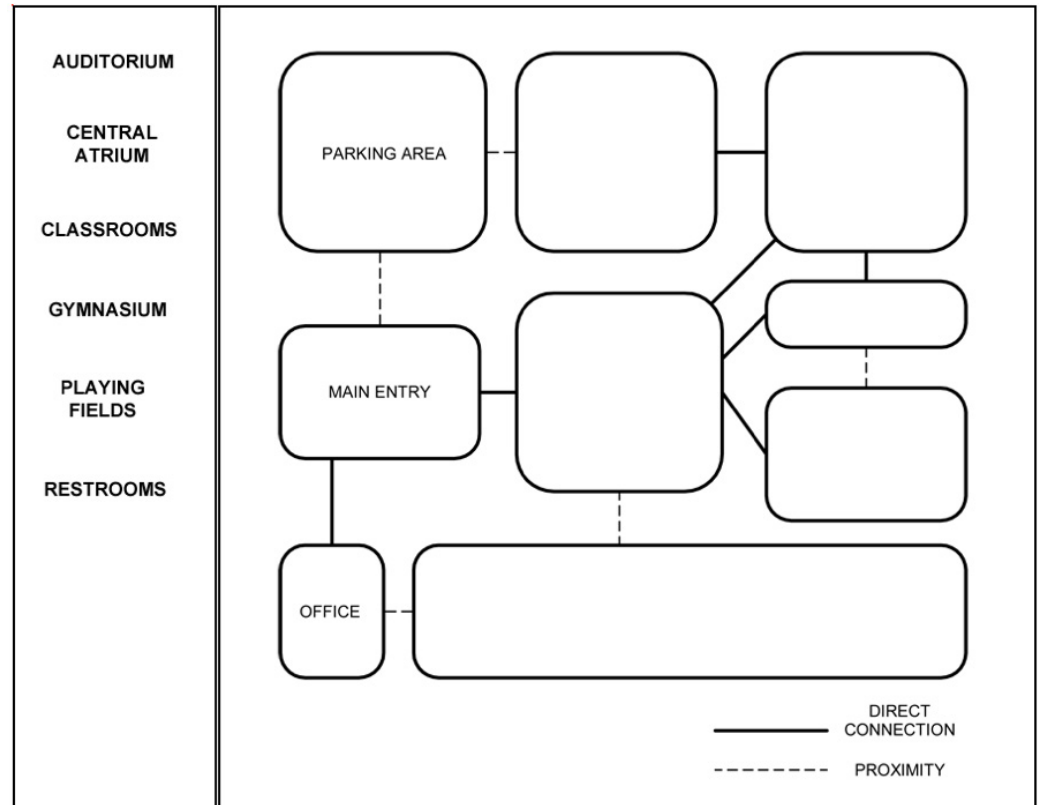 AUDITORIUM
CENTRAL
ATRIUM
CLASSROOMS
GYMNASIUM
PLAYING
FIELDS
RESTROOMS
PARKING AREA
MAIN ENTRY
OFFICE
DIRECT
CONNECTION
PROXIMITY